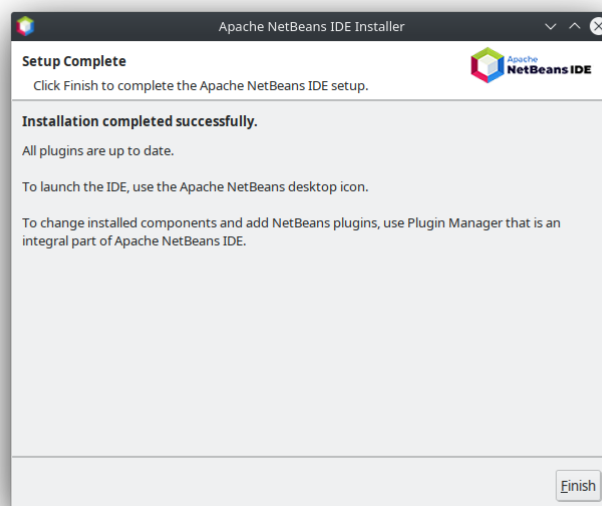 Apache NetBeans IDE Installer
Setup Complete
Click Finish to complete the Apache NetBeans IDE setup.
Apache
NetBeans IDE
Installation completed successfully.
All plugins are up to date.
To launch the IDE, use the Apache NetBeans desktop icon.
To change installed components and add NetBeans plugins, use Plugin Manager that is an
integral part of Apache NetBeans IDE.
Finish